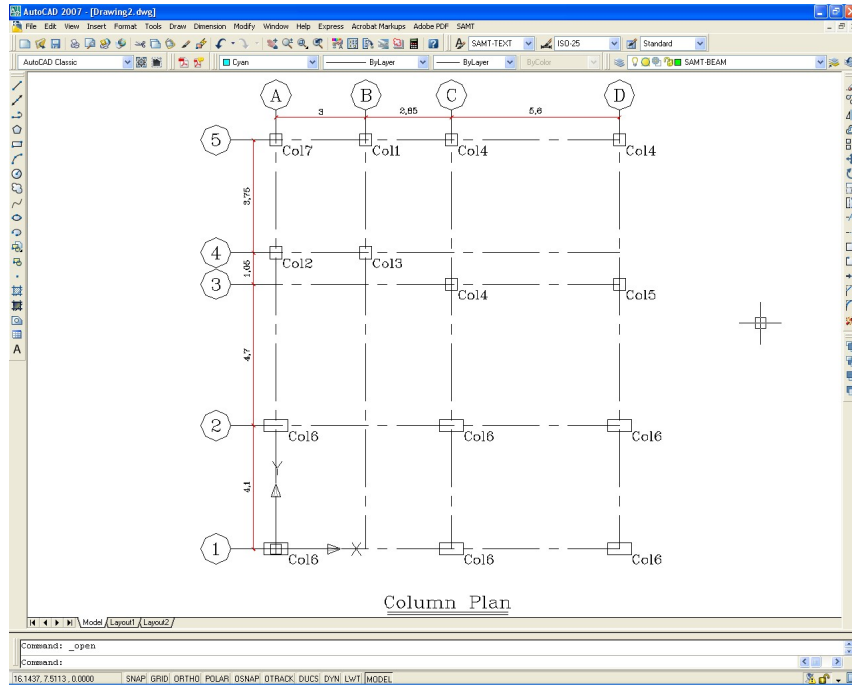 AutoCAD 2007 - [Drawing2.dwg]
File Edit View Insert Format Tools Draw Dimension Modify Window Help Express Acrobat Markups Adobe PDF SAMT
SAMT-TEXT ISO-25 Standard
AutoCAD Classic Cyan ByLayer ByLayer ByColor SAMT-BEAM
A B C D
3 2,85 5,6
5
Col7 Col1 Col4 Col4
3,75
4
Col2 Col3
1,05
3
Col4 Col5
4,7
2
Col6 Col6 Col6
Y
4,1
1 X
Col6 Col6 Col6
Column Plan
Model Layout1 Layout2
Command: _open
Command:
16.1437, 7.5113, 0.0000 SNAP GRID ORTHO POLAR OSNAP OTRACK DUCS DYN LWT MODEL